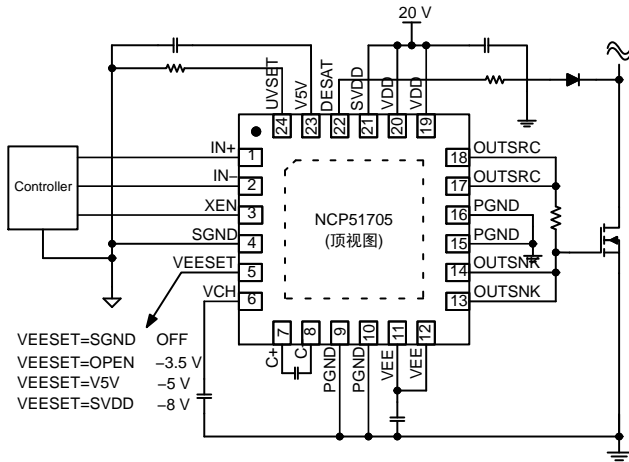 20 V
UVSET
V5V
DESAT
SVDD
VDD
VDD
24
23
22
21
20
19
Controller
IN+
1
IN−
2
XEN
3
SGND
4
VEESET
5
VCH
6
NCP51705
(顶视图)
18
OUTSRC
17
OUTSRC
16
PGND
15
PGND
14
OUTSNK
13
OUTSNK
7
8
9
10
11
12
C+
C
PGND
PGND
VEE
VEE
VEESET=SGND OFF
VEESET=OPEN −3.5 V
VEESET=V5V −5 V
VEESET=SVDD −8 V